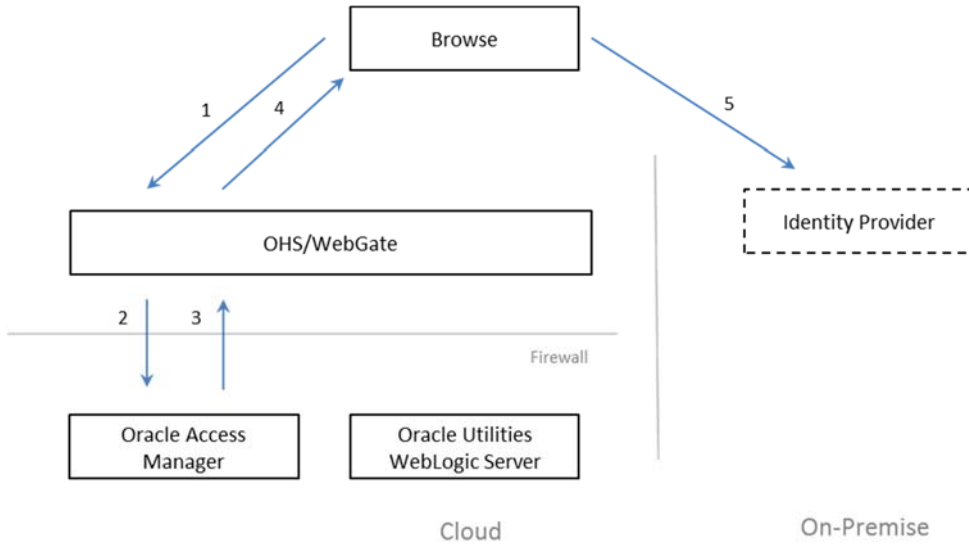 Browse
1
4
5
Identity Provider
OHS/WebGate
2
3
Firewall
Oracle Access
Manager
Oracle Utilities
WebLogic Server
Cloud
On-Premise